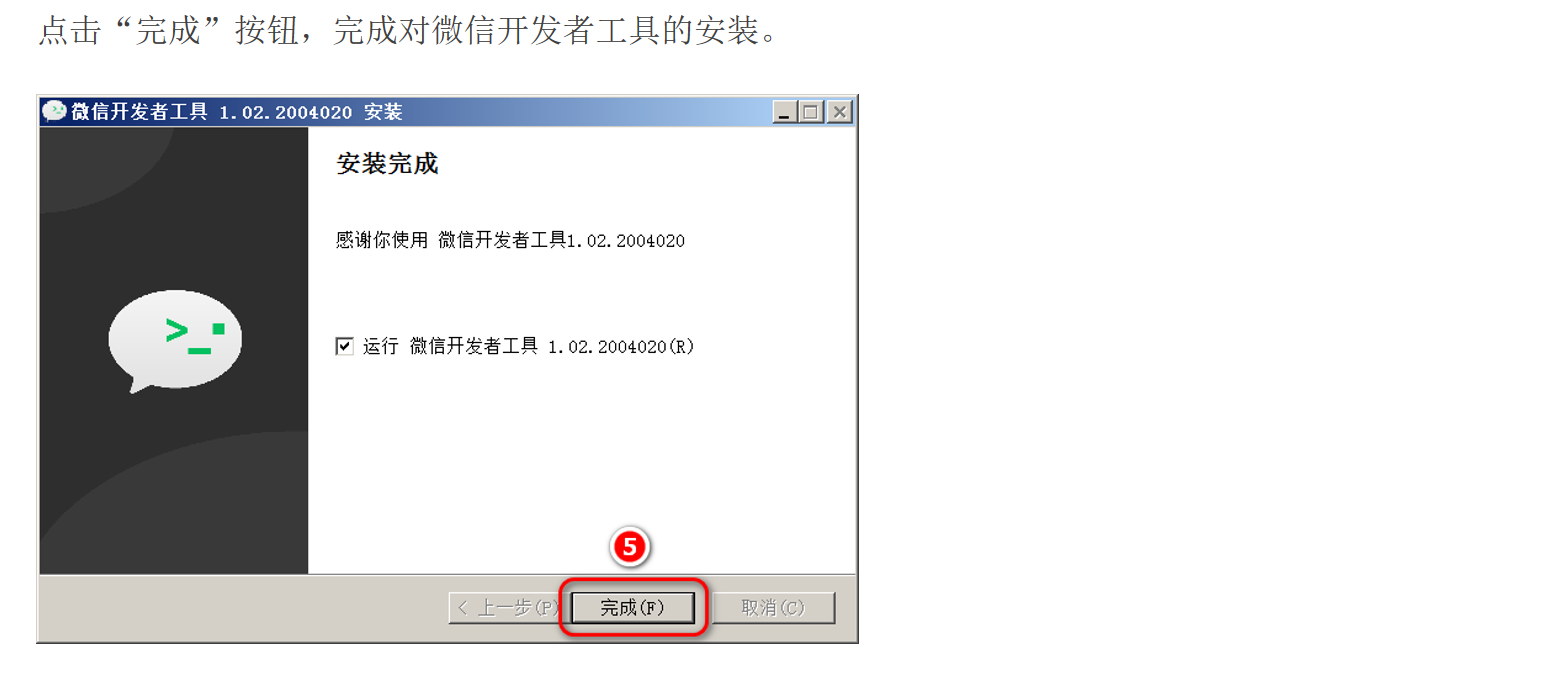 点击“完成”按钮，完成对微信开发者工具的安装。
微信开发者工具 1.02.2004020 安装
安装完成
感谢你使用 微信开发者工具1.02.2004020
运行 微信开发者工具 1.02.2004020(R)
5
< 上一步(P) 完成(F) 取消(C)